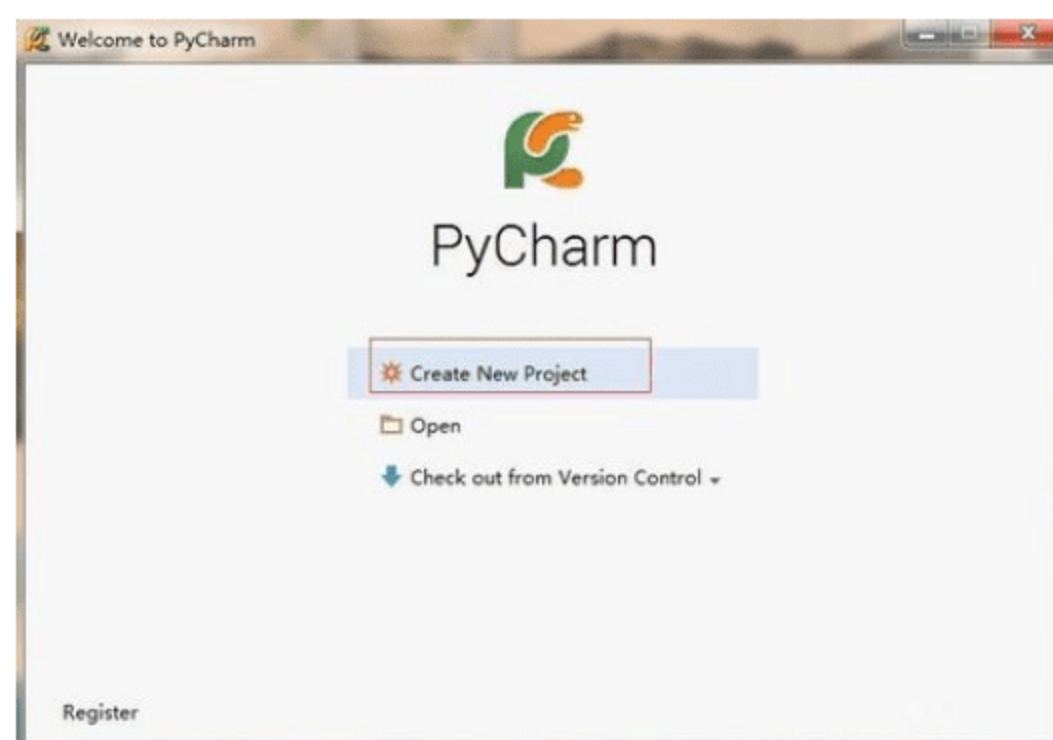 Welcome to PyCharm
PyCharm
Create New Project
Open
Check out from Version Control
Register